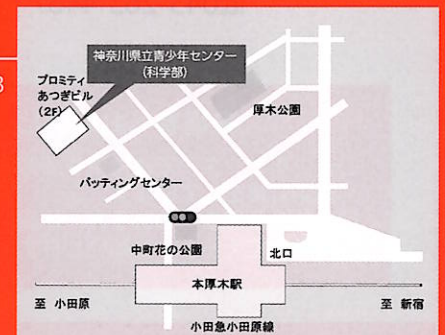 神奈川県立青少年センター
(科学部)
プロミティ
あつぎビル
(2F)
厚木公園
バッティングセンター
中町花の公園
北口
本厚木駅
至 小田原
至 新宿
小田急小田原線